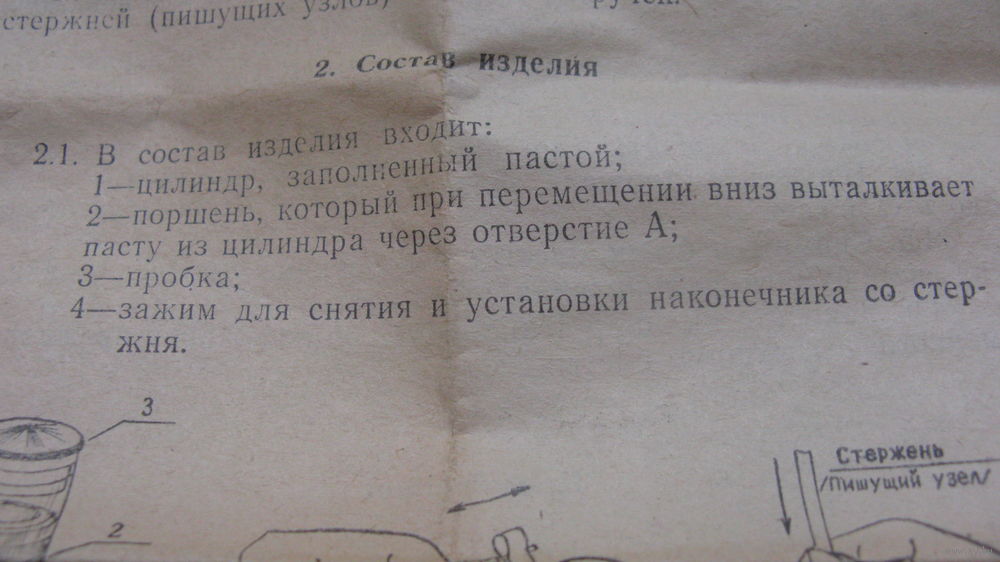 стержней (пишущих узлов)
ручек.
2. Состав изделия
2.1. В состав изделия входит:
1—цилиндр, заполненный пастой;
2—поршень, который при перемещении вниз выталкивает
пасту из цилиндра через отверстие А;
3—пробка;
4—зажим для снятия и установки наконечника со стер-
жня.
3
Стержень
/Пишущий узел/
2